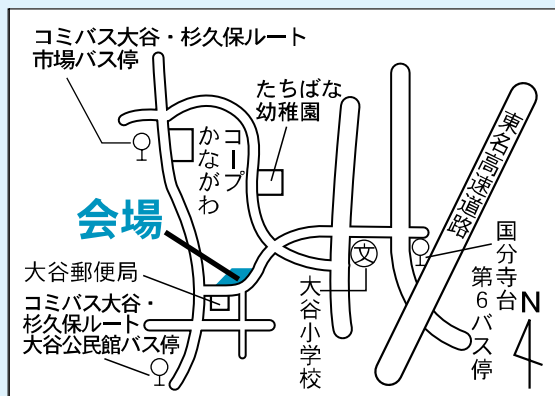 コミバス大谷・杉久保ルート
市場バス停
たちばな
幼稚園
コープ
かながわ
東名高速道路
会場
国分寺台
第6バス停
大谷郵便局
文
大谷小学校
コミバス大谷・
杉久保ルート
大谷公民館バス停
N